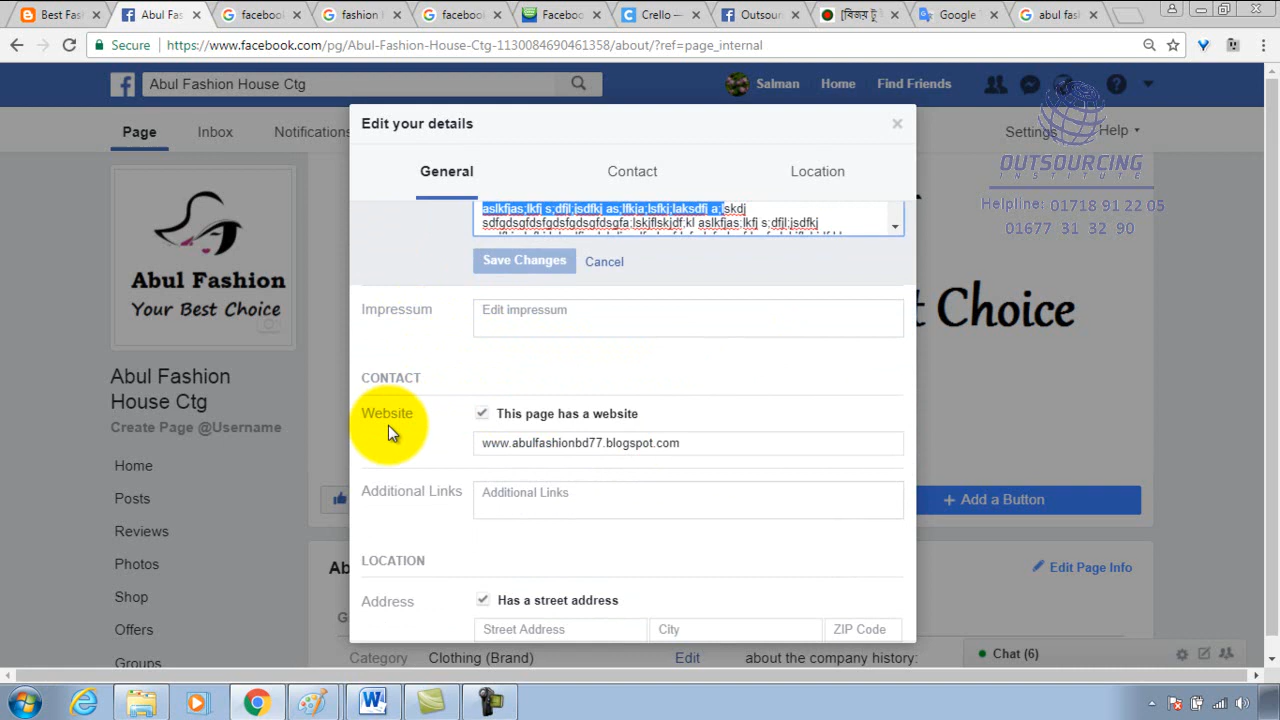 Best Fash
Abul Fas
facebook
fashion l
facebook
Facebo
Crello —
Outsour
[বিজয় টু
Google
abul fas
Secure
https://www.facebook.com/pg/Abul-Fashion-House-Ctg-1130084690461358/about/?ref=page_internal
Abul Fashion House Ctg
Salman
Home
Find Friends
Page
Inbox
Notifications
Settings
Help
OUTSOURCING
INSTITUTE
Helpline: 01718 91 22 05
01677 31 32 90
Edit your details
General
Contact
Location
aslkfjas;lkfj s;dfjl;jsdfkj as;lfkja;lsfkj;laksdfj a;lskdj
sdfgdsgfdsfgdsfgdsgfdsgfa;lskjflskjdf;kl aslkfjas;lkfj s;dfjl;jsdfkj
Save Changes
Cancel
Impressum
Edit impressum
CONTACT
Website
This page has a website
www.abulfashionbd77.blogspot.com
Additional Links
Additional Links
LOCATION
Address
Has a street address
Street Address
City
ZIP Code
Abul Fashion
Your Best Choice
Abul Fashion
House Ctg
Create Page @Username
Home
Posts
Reviews
Photos
Shop
Offers
Groups
t Choice
+ Add a Button
Ab
Edit Page Info
G
Category
Clothing (Brand)
Edit
about the company history:
Chat (6)